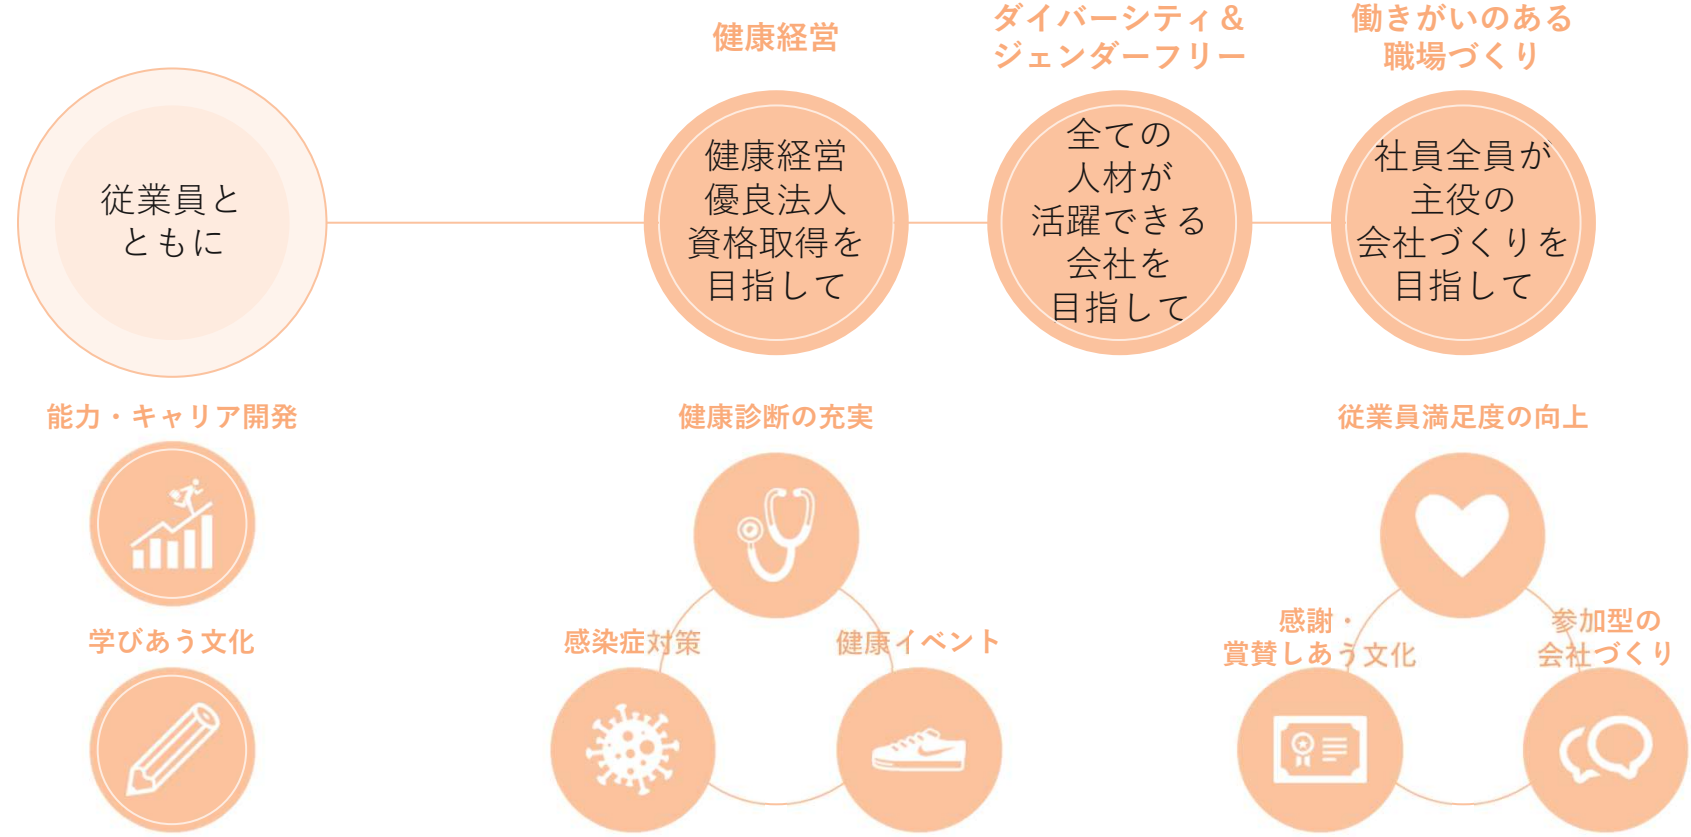 健康経営
ダイバーシティ＆
ジェンダーフリー
働きがいのある
職場づくり
従業員と
ともに
健康経営
優良法人
資格取得を
目指して
全ての
人材が
活躍できる
会社を
目指して
社員全員が
主役の
会社づくりを
目指して
能力・キャリア開発
学びあう文化
健康診断の充実
感染症対策
健康イベント
従業員満足度の向上
感謝・
賞賛しあう文化
参加型の
会社づくり